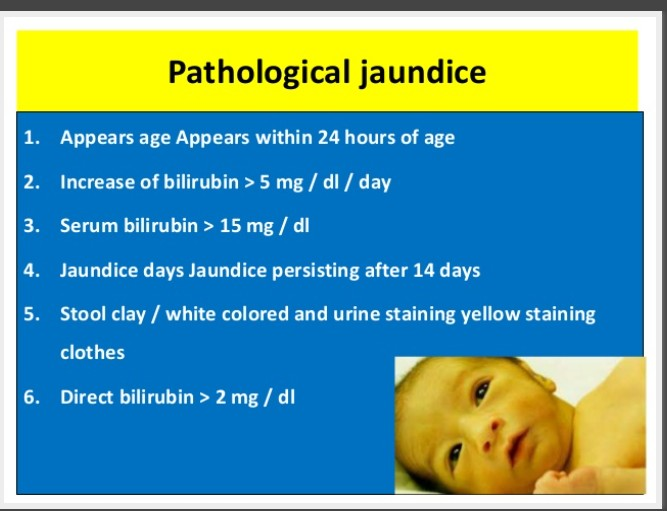 Pathological jaundice
1. Appears age Appears within 24 hours of age
2. Increase of bilirubin > 5 mg / dl / day
3. Serum bilirubin > 15 mg / dl
4. Jaundice days Jaundice persisting after 14 days
5. Stool clay / white colored and urine staining yellow staining
clothes
6. Direct bilirubin > 2 mg / dl